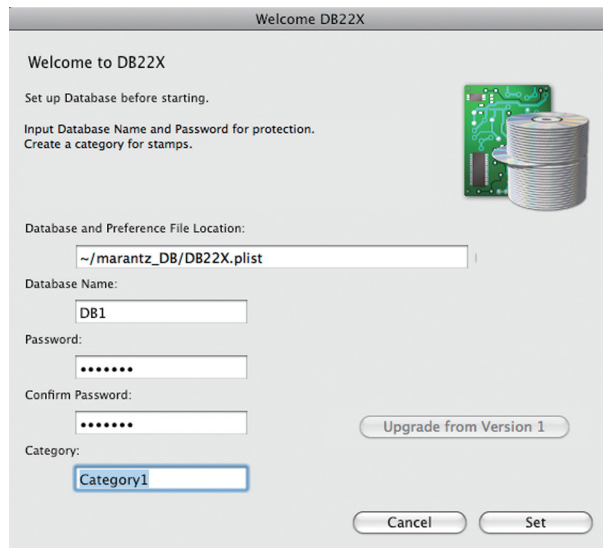 Welcome DB22X
Welcome to DB22X
Set up Database before starting.
Input Database Name and Password for protection.
Create a category for stamps.
Database and Preference File Location:
~/marantz_DB/DB22X.plist
Database Name:
DB1
Password:
•••••••
Confirm Password:
•••••••
Upgrade from Version 1
Category:
Category1
Cancel
Set